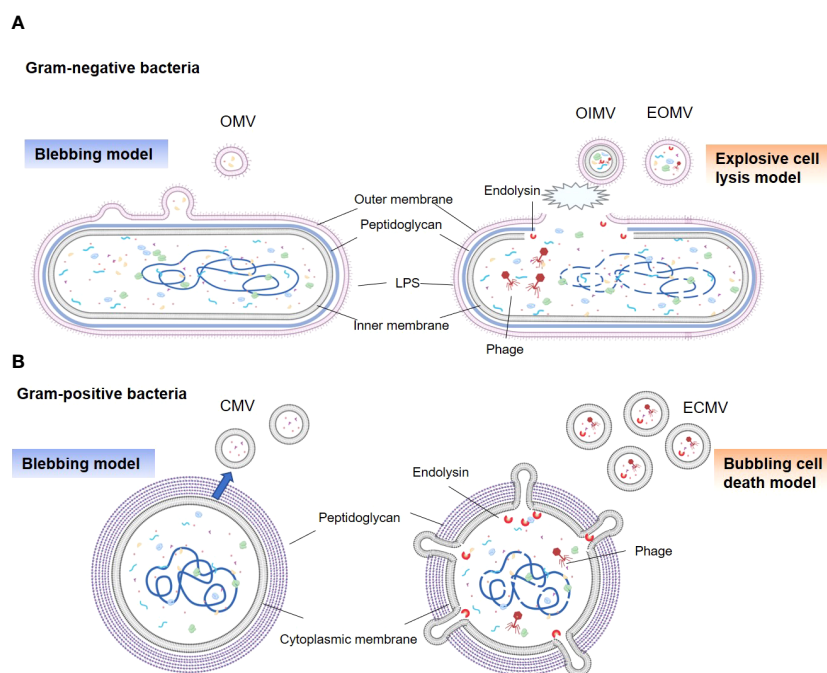 A
Gram-negative bacteria
OMV
Blebbing model
OIMV
EOMV
Explosive cell
lysis model
Endolysin
Outer membrane
Peptidoglycan
LPS
Inner membrane
Phage
B
Gram-positive bacteria
CMV
Blebbing model
ECMV
Bubbling cell
death model
Endolysin
Peptidoglycan
Phage
Cytoplasmic membrane